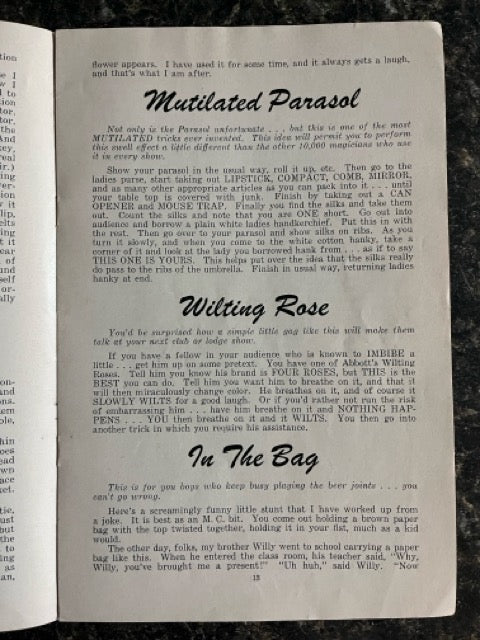 flower appears. I have used it for some time, and it always gets a laugh,
and that's what I am after.
Mutilated Parasol
Not only is the Parasol unfortunate . . . but this is one of the most
MUTILATED tricks ever invented. This idea will permit you to perform
this swell effect a little different than the other 10,000 magicians who use
it in every show.
Show your parasol in the usual way, roll it up, etc. Then go to the
ladies purse, start taking out LIPSTICK, COMPACT, COMB, MIRROR,
and as many other appropriate articles as you can pack into it . . . until
your table top is covered with junk. Finish by taking out a CAN
OPENER and MOUSE TRAP. Finally you find the silks and take them
out. Count the silks and note that you are ONE short. Go out into
audience and borrow a plain white ladies handkerchief. Put this in with
the rest. Then go over to your parasol and show silks on ribs. As you
turn it slowly, and when you come to the white cotton hanky, take a
corner of it and look at the lady you borrowed hank from . . . as if to say
THIS ONE IS YOURS. This helps put over the idea that the silks really
do pass to the ribs of the umbrella. Finish in usual way, returning ladies
hanky at end.
Wilting Rose
You'd be surprised how a simple little gag like this will make them
talk at your next club or lodge show.
If you have a fellow in your audience who is known to IMBIBE a
little . . . get him up on some pretext. You have one of Abbott's Wilting
Roses. Tell him you know his brand is FOUR ROSES, but THIS is the
BEST you can do. Tell him you want him to breathe on it, and that it
will then miraculously change color. He breathes on it, and of course it
SLOWLY WILTS for a good laugh. Or if you'd rather not run the risk
of embarrassing him . . . have him breathe on it and NOTHING HAP-
PENS . . . YOU then breathe on it and it WILTS. You then go into
another trick in which you require his assistance.
In The Bag
This is for you boys who keep busy playing the beer joints . . . you
can't go wrong.
Here's a screamingly funny little stunt that I have worked up from
a joke. It is best as an M. C. bit. You come out holding a brown paper
bag with the top twisted together, holding it in your fist, much as a kid
would.
The other day, folks, my brother Willy went to school carrying a paper
bag like this. When he entered the class room, his teacher said, "Why,
Willy, you've brought me a present!" "Uh huh," said Willy. "Now
13